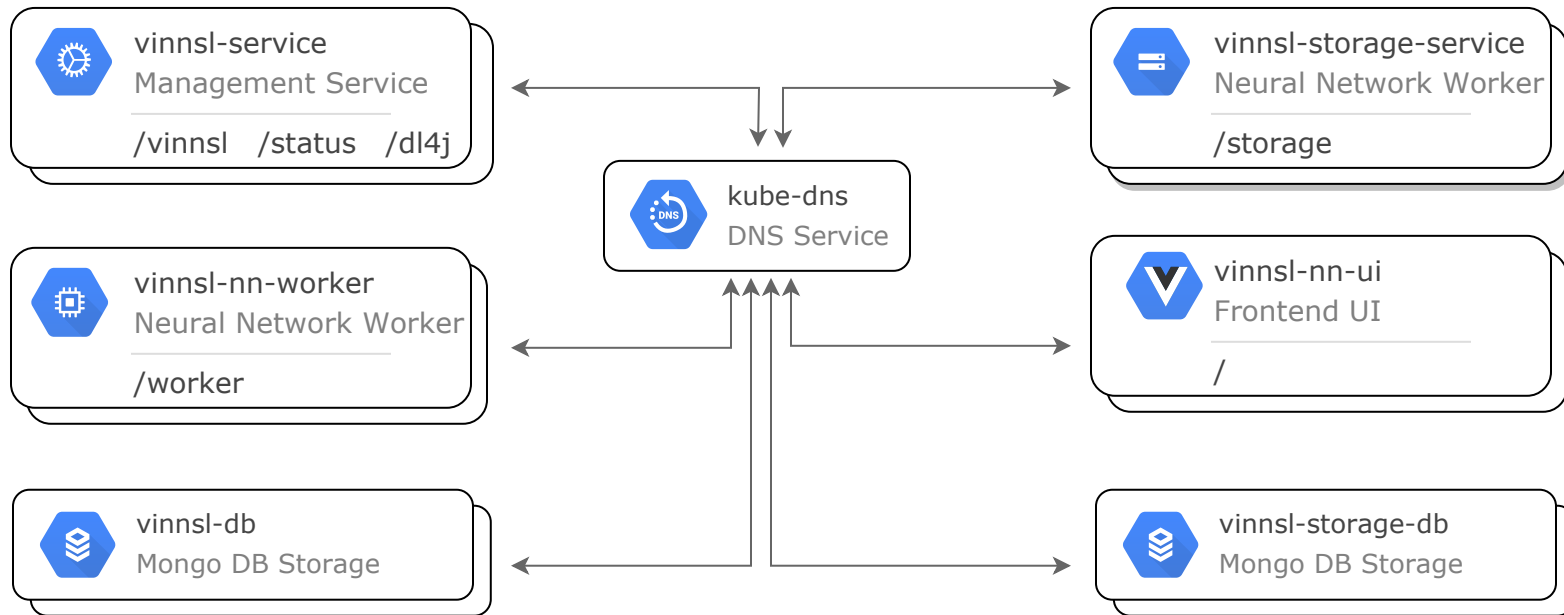 vinnsl-service
Management Service
/vinnsl /status /dl4j
vinnsl-storage-service
Neural Network Worker
/storage
kube-dns
DNS Service
DNS
vinnsl-nn-worker
Neural Network Worker
/worker
vinnsl-nn-ui
Frontend UI
/
vinnsl-db
Mongo DB Storage
vinnsl-storage-db
Mongo DB Storage